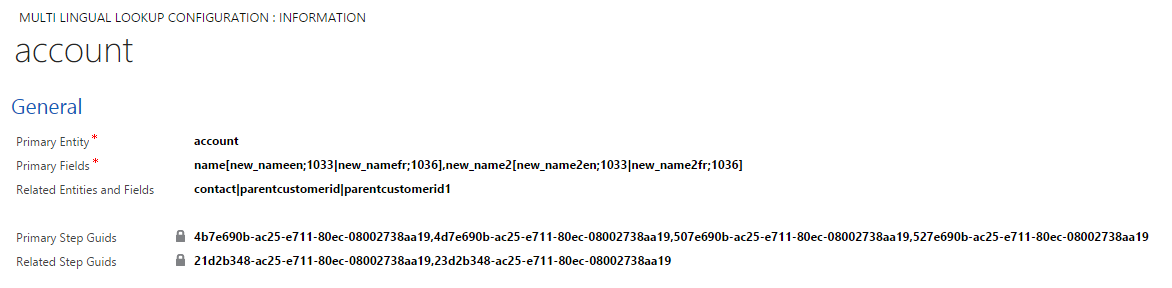 MULTI LINGUAL LOOKUP CONFIGURATION : INFORMATION
account
General
Primary Entity * account
Primary Fields * name[new_nameen;1033|new_namefr;1036],new_name2[new_name2en;1033|new_name2fr;1036]
Related Entities and Fields contact|parentcustomerid|parentcustomerid1
Primary Step Guids 4b7e690b-ac25-e711-80ec-08002738aa19,4d7e690b-ac25-e711-80ec-08002738aa19,507e690b-ac25-e711-80ec-08002738aa19,527e690b-ac25-e711-80ec-08002738aa19
Related Step Guids 21d2b348-ac25-e711-80ec-08002738aa19,23d2b348-ac25-e711-80ec-08002738aa19